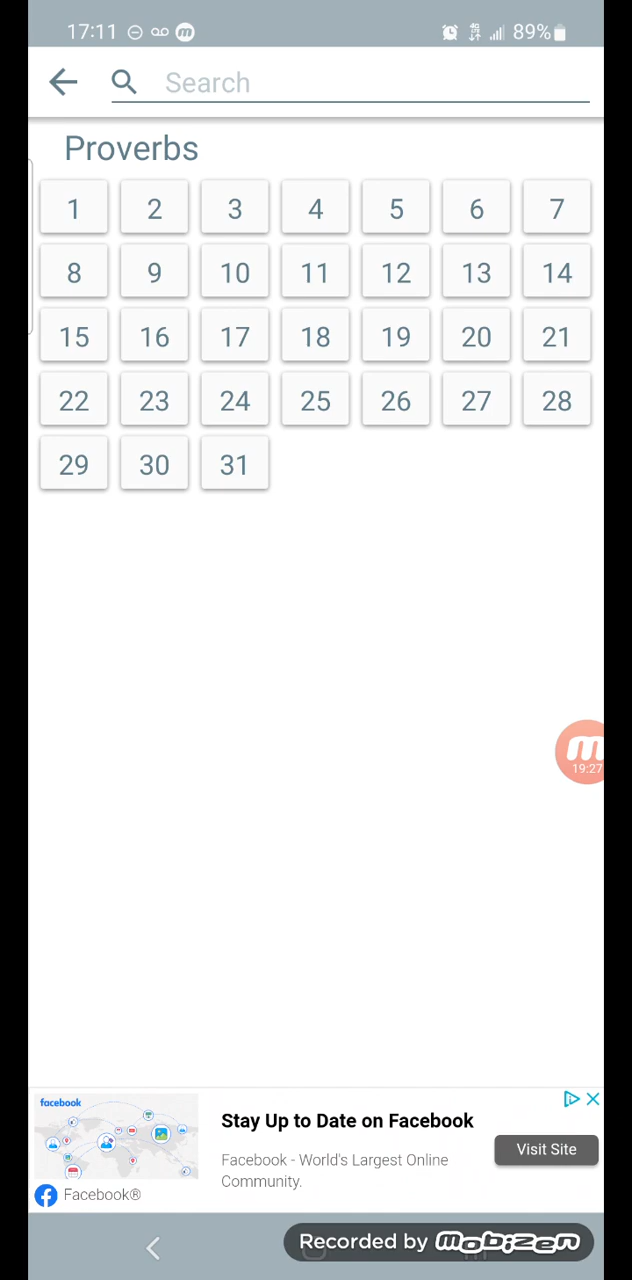 17:11 89%
Search
Proverbs
1 2 3 4 5 6 7
8 9 10 11 12 13 14
15 16 17 18 19 20 21
22 23 24 25 26 27 28
29 30 31
19:27
facebook
Stay Up to Date on Facebook
Facebook - World's Largest Online
Community.
Visit Site
Facebook®
Recorded by mobizen